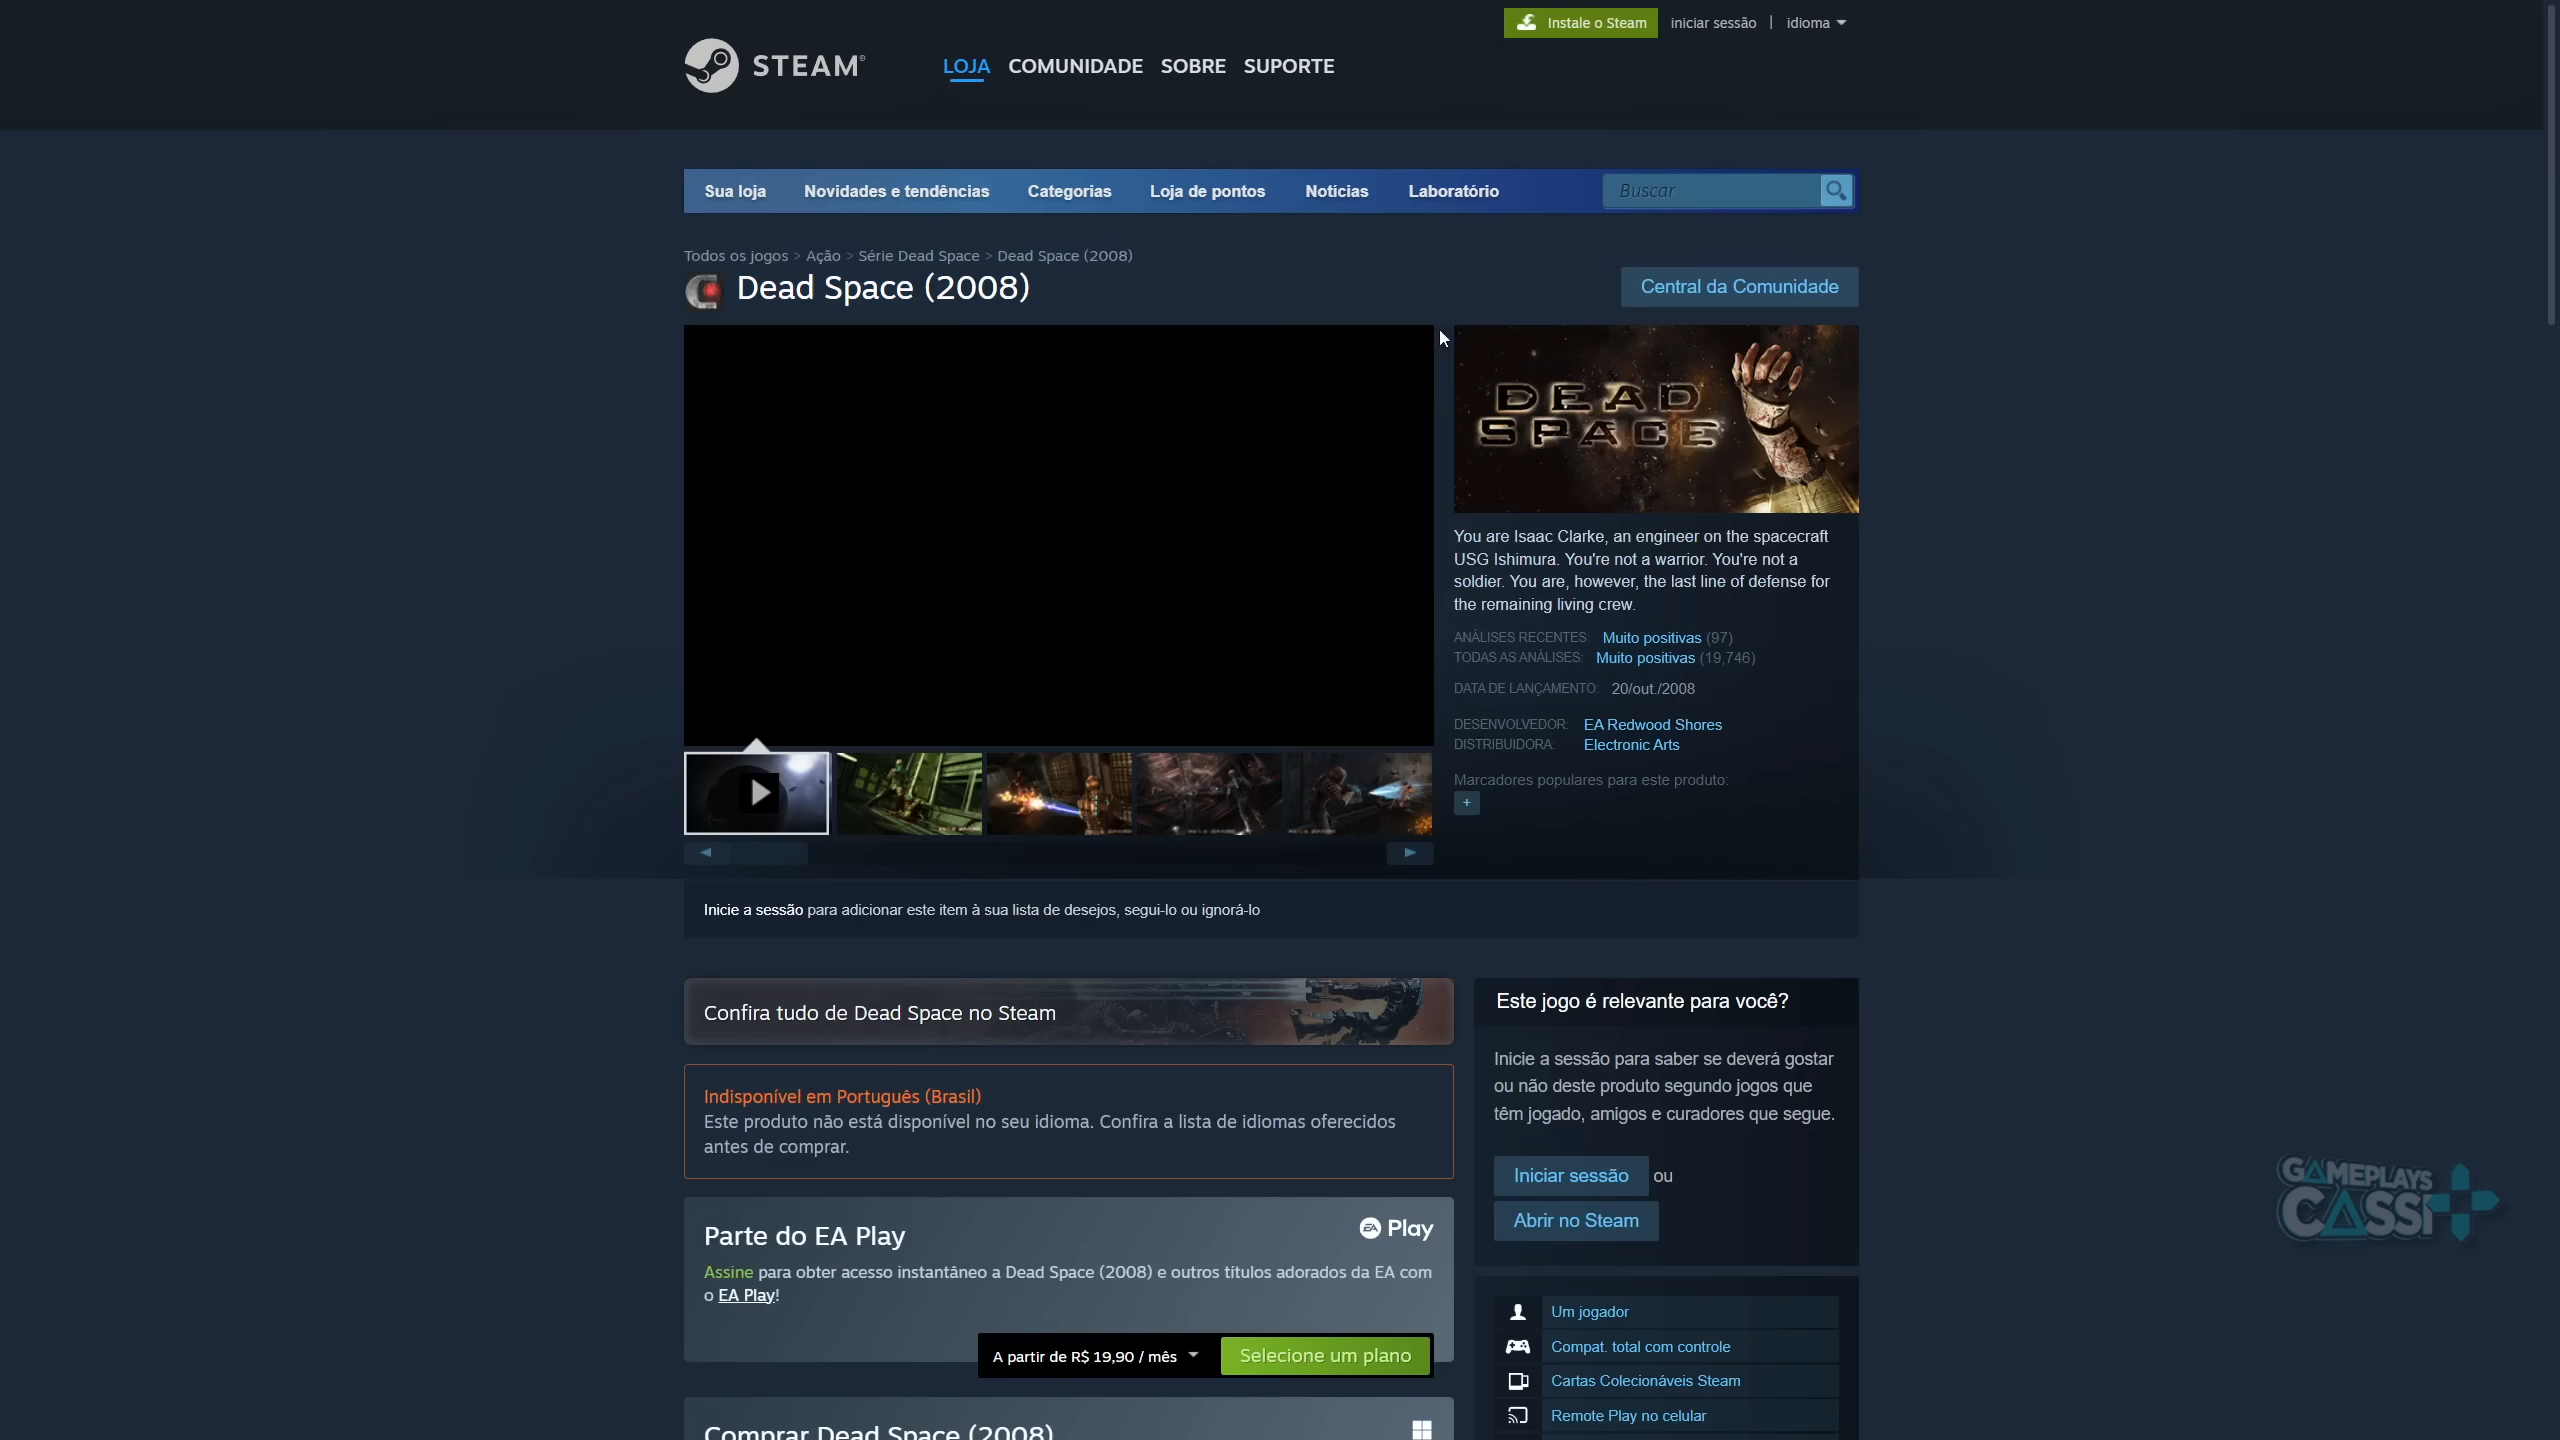 Instale o Steam
iniciar sessão | idioma
STEAM®
LOJA COMUNIDADE SOBRE SUPORTE
Sua loja Novidades e tendências Categorias Loja de pontos Notícias Laboratório Buscar
Todos os jogos > Ação > Série Dead Space > Dead Space (2008)
Dead Space (2008)
Central da Comunidade
DEAD
SPACE
You are Isaac Clarke, an engineer on the spacecraft
USG Ishimura. You're not a warrior. You're not a
soldier. You are, however, the last line of defense for
the remaining living crew.
ANÁLISES RECENTES: Muito positivas (97)
TODAS AS ANÁLISES: Muito positivas (19,746)
DATA DE LANÇAMENTO: 20/out./2008
DESENVOLVEDOR: EA Redwood Shores
DISTRIBUIDORA: Electronic Arts
Marcadores populares para este produto:
+
Inicie a sessão para adicionar este item à sua lista de desejos, segui-lo ou ignorá-lo
Confira tudo de Dead Space no Steam
Indisponível em Português (Brasil)
Este produto não está disponível no seu idioma. Confira a lista de idiomas oferecidos
antes de comprar.
Parte do EA Play
EA Play
Assine para obter acesso instantâneo a Dead Space (2008) e outros títulos adorados da EA com
o EA Play!
A partir de R$ 19,90 / mês Selecione um plano
Comprar Dead Space (2008)
Este jogo é relevante para você?
Inicie a sessão para saber se deverá gostar
ou não deste produto segundo jogos que
têm jogado, amigos e curadores que segue.
Iniciar sessão ou
Abrir no Steam
Um jogador
Compat. total com controle
Cartas Colecionáveis Steam
Remote Play no celular
GAMEPLAYS
CASSI